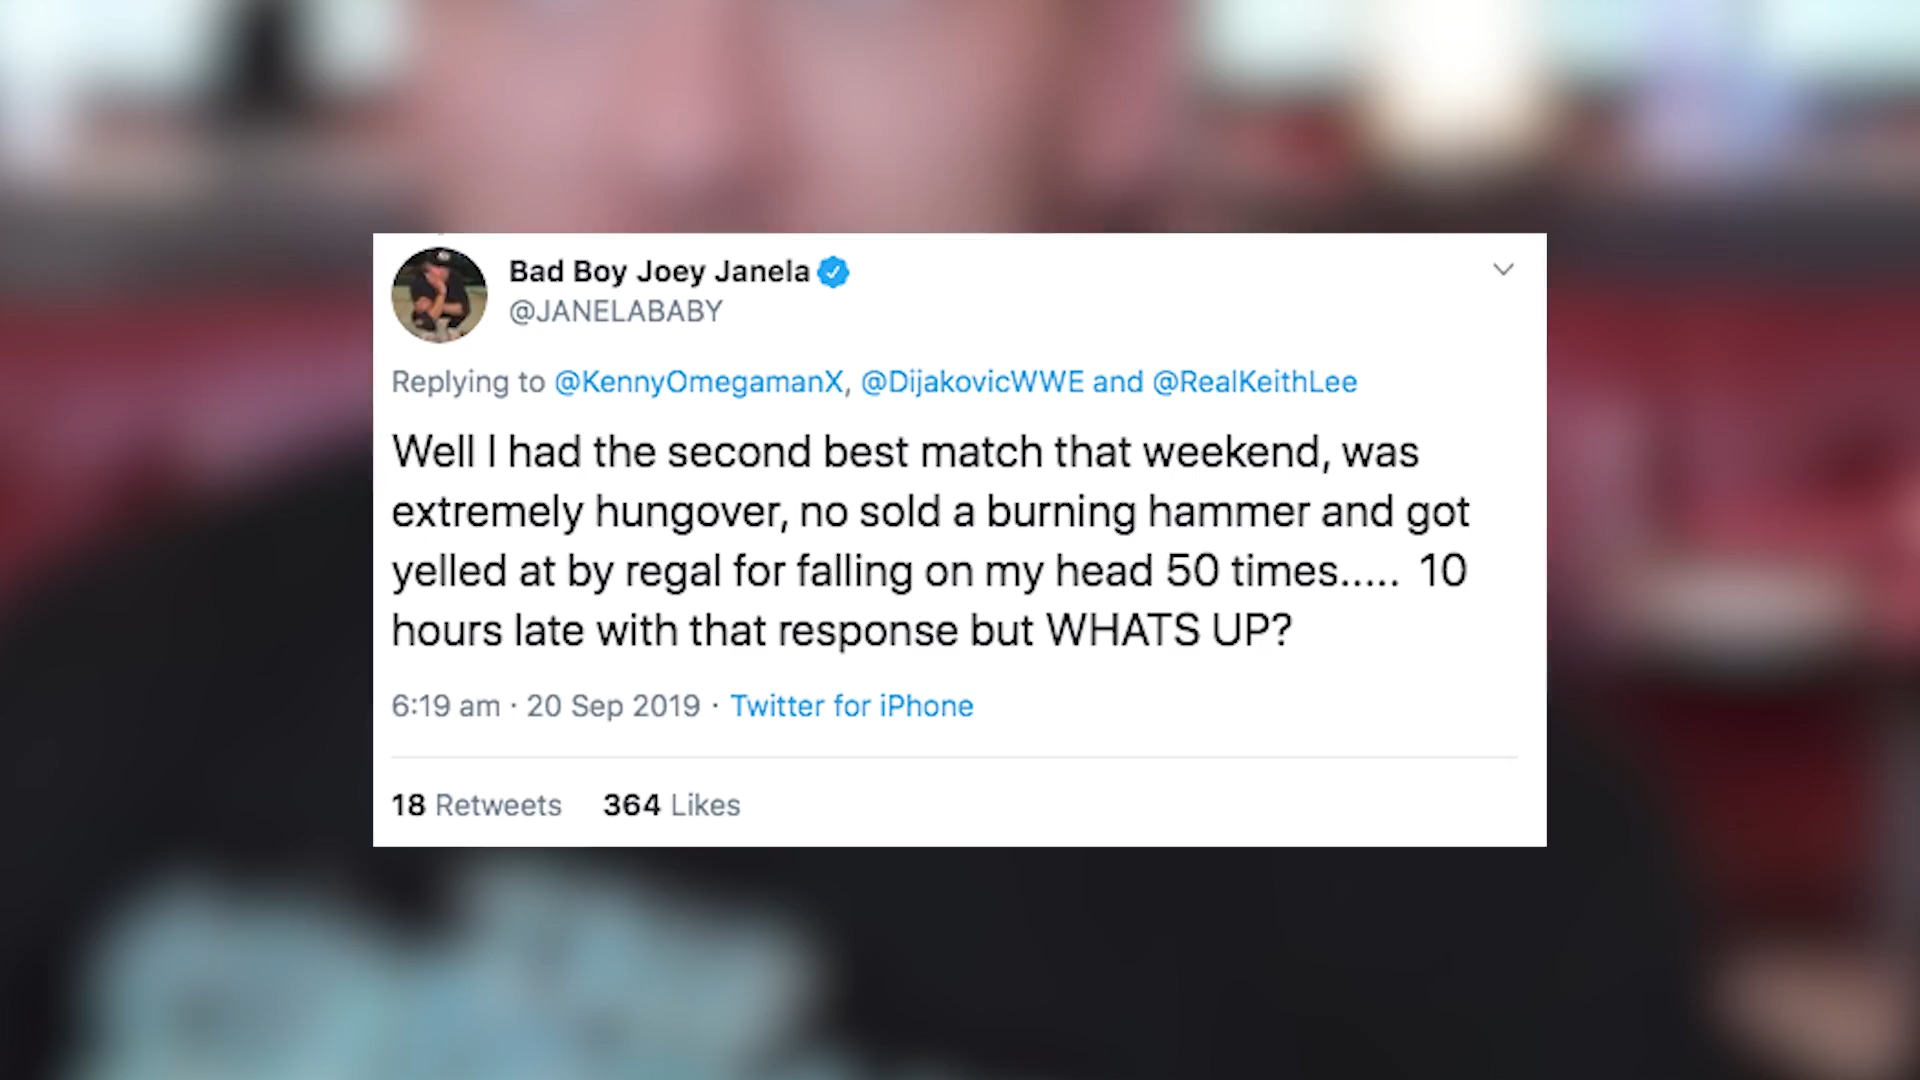 Bad Boy Joey Janela
@JANELABABY
Replying to @KennyOmegamanX, @DijakovicWWE and @RealKeithLee
Well I had the second best match that weekend, was
extremely hungover, no sold a burning hammer and got
yelled at by regal for falling on my head 50 times..... 10
hours late with that response but WHATS UP?
6:19 am · 20 Sep 2019 · Twitter for iPhone
18 Retweets 364 Likes